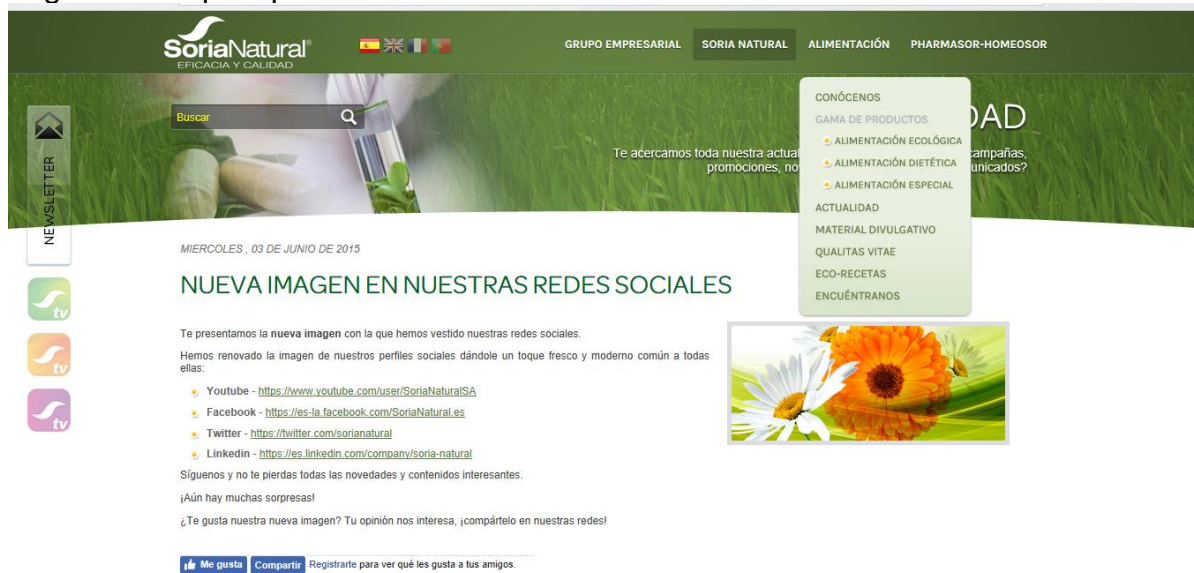 SoriaNatural®
EFICACIA Y CALIDAD
GRUPO EMPRESARIAL SORIA NATURAL ALIMENTACIÓN PHARMASOR-HOMEOSOR
Buscar
CONÓCENOS
GAMA DE PRODUCTOS
ALIMENTACIÓN ECOLÓGICA
ALIMENTACIÓN DIETÉTICA
ALIMENTACIÓN ESPECIAL
ACTUALIDAD
MATERIAL DIVULGATIVO
QUALITAS VITAE
ECO-RECETAS
ENCUÉNTRANOS
DAD
Te acercamos toda nuestra actual campañas,
promociones, no unicados?
NEWSLETTER
tv
tv
tv
MIERCOLES , 03 DE JUNIO DE 2015
NUEVA IMAGEN EN NUESTRAS REDES SOCIALES
Te presentamos la nueva imagen con la que hemos vestido nuestras redes sociales.
Hemos renovado la imagen de nuestros perfiles sociales dándole un toque fresco y moderno común a todas
ellas:
Youtube - https://www.youtube.com/user/SoriaNaturalSA
Facebook - https://es-la.facebook.com/SoriaNatural.es
Twitter - https://twitter.com/sorianatural
Linkedin - https://es.linkedin.com/company/soria-natural
Síguenos y no te pierdas todas las novedades y contenidos interesantes.
¡Aún hay muchas sorpresas!
¿Te gusta nuestra nueva imagen? Tu opinión nos interesa, ¡compártelo en nuestras redes!
Me gusta Compartir Registrarte para ver qué les gusta a tus amigos.